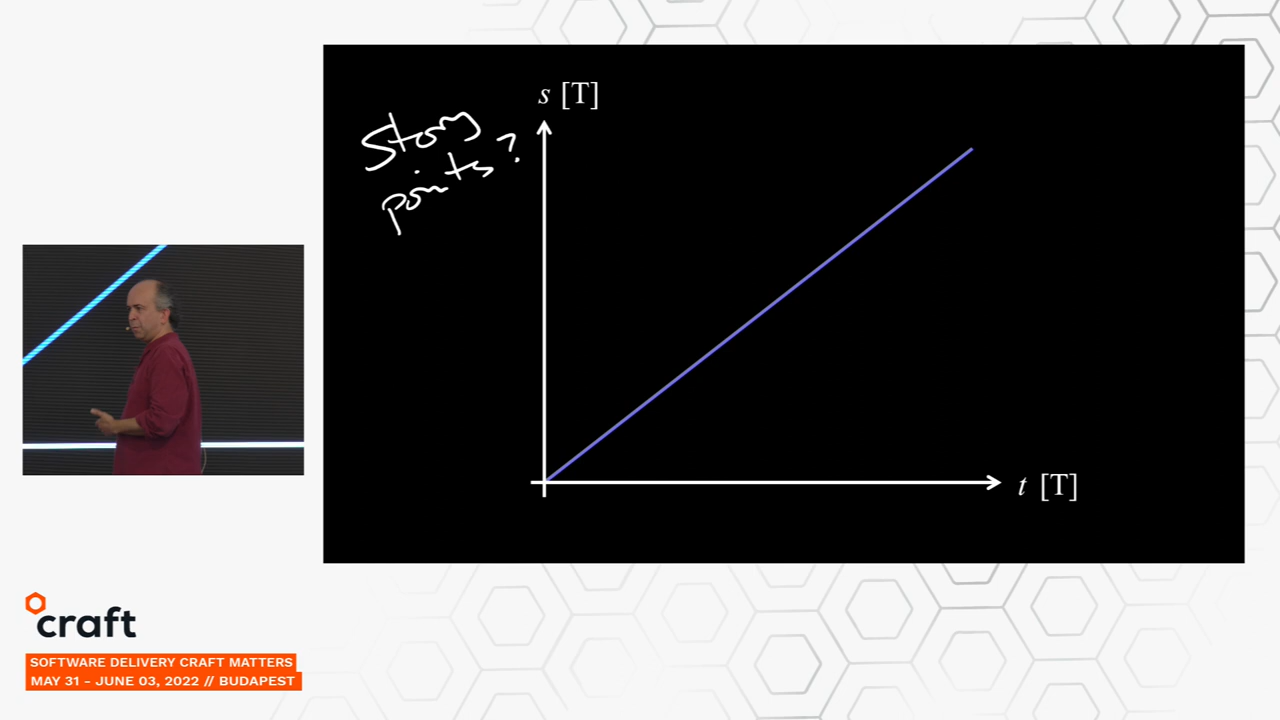 s [T]
Story
points?
t [T]
craft
SOFTWARE DELIVERY CRAFT MATTERS
MAY 31 - JUNE 03, 2022 // BUDAPEST